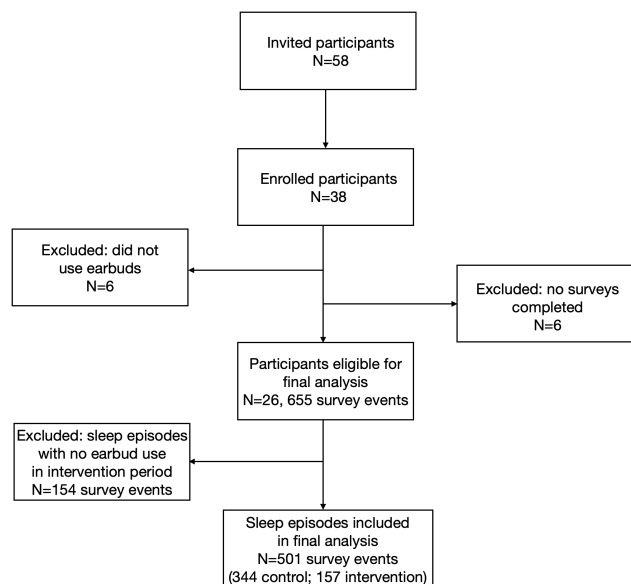 Invited participants
N=58
Enrolled participants
N=38
Excluded: did not
use earbuds
N=6
Excluded: no surveys
completed
N=6
Participants eligible for
final analysis
N=26, 655 survey events
Excluded: sleep episodes
with no earbud use
in intervention period
N=154 survey events
Sleep episodes included
in final analysis
N=501 survey events
(344 control; 157 intervention)